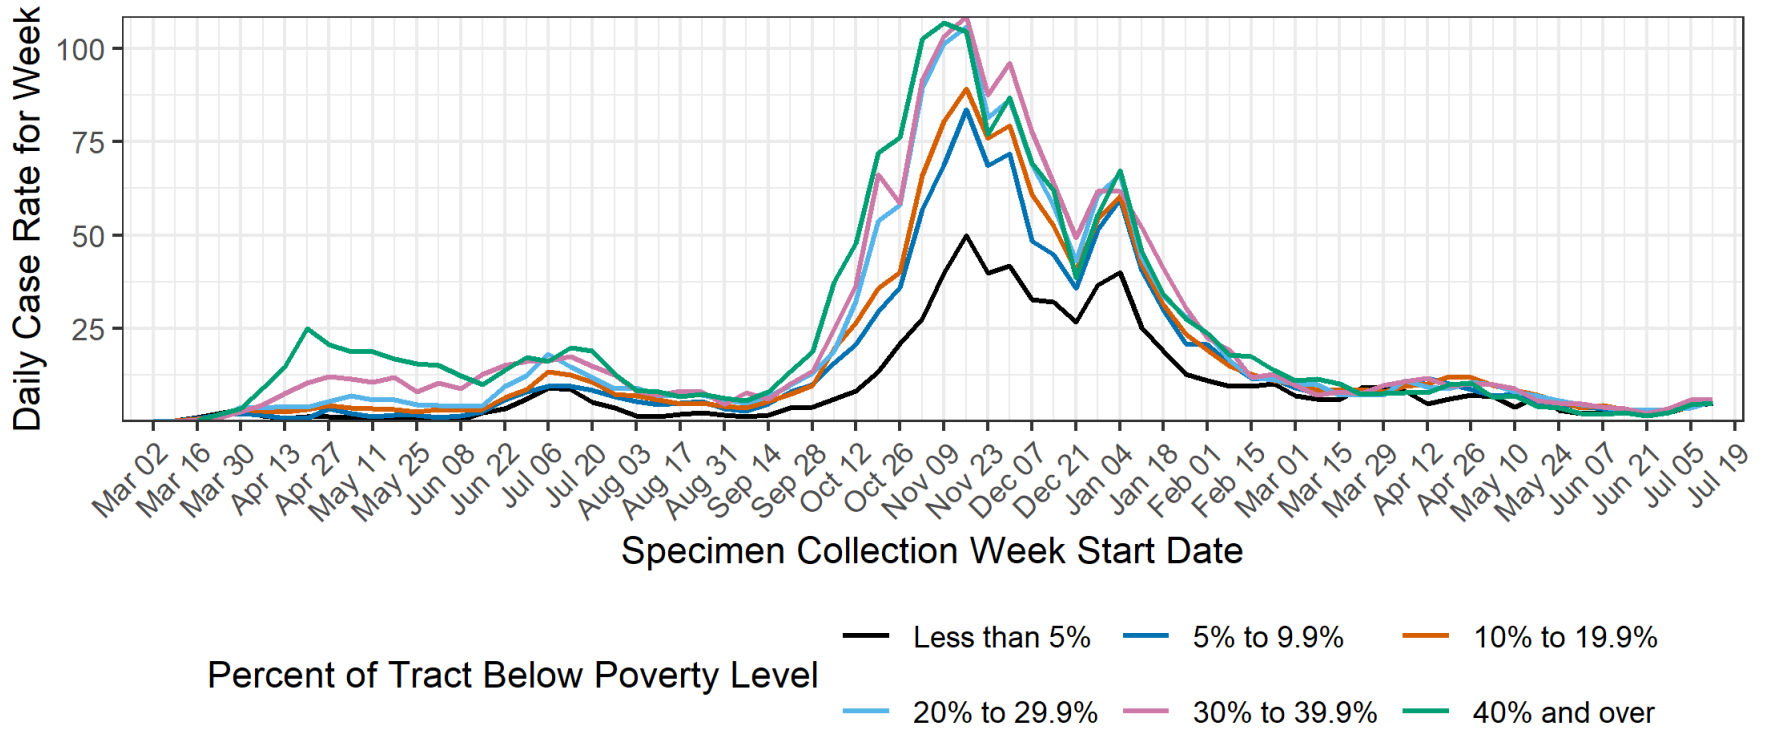 Daily Case Rate for Week
100
75
50
25
Mar 02
Mar 16
Mar 30
Apr 13
Apr 27
May 11
May 25
Jun 08
Jun 22
Jul 06
Jul 20
Aug 03
Aug 17
Aug 31
Sep 14
Sep 28
Oct 12
Oct 26
Nov 09
Nov 23
Dec 07
Dec 21
Jan 04
Jan 18
Feb 01
Feb 15
Mar 01
Mar 15
Mar 29
Apr 12
Apr 26
May 10
May 24
Jun 07
Jun 21
Jul 05
Jul 19
Specimen Collection Week Start Date
Percent of Tract Below Poverty Level
Less than 5%
5% to 9.9%
10% to 19.9%
20% to 29.9%
30% to 39.9%
40% and over